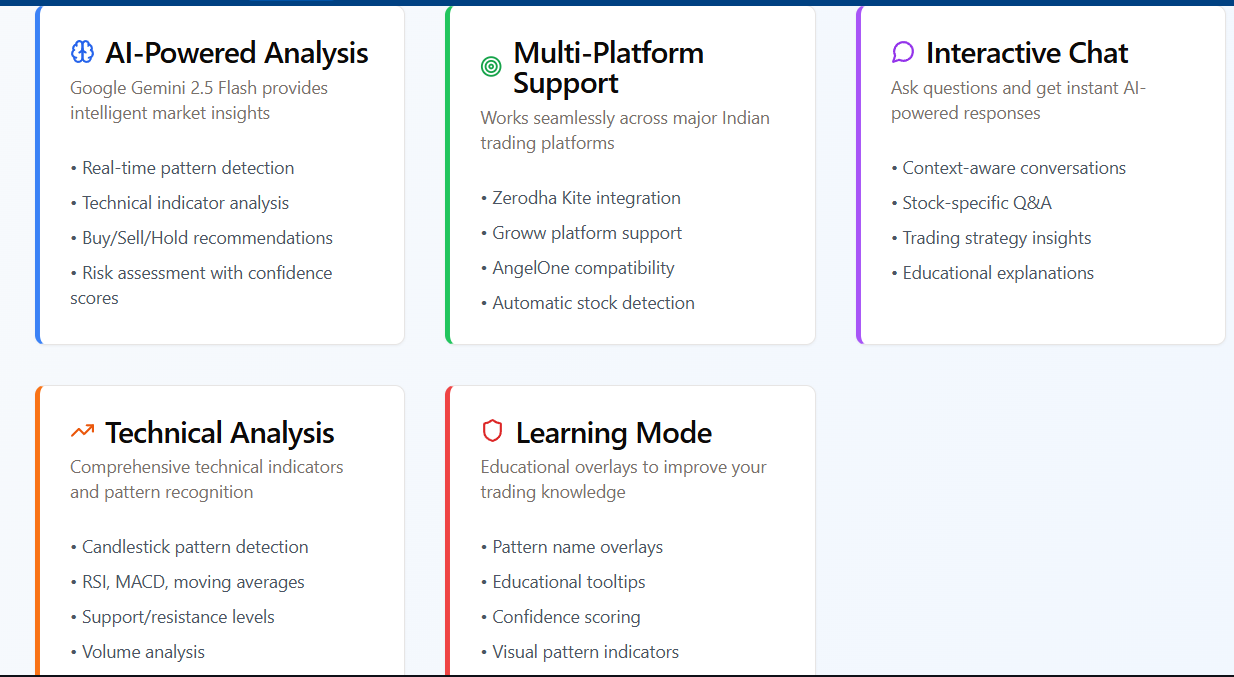 AI-Powered Analysis
Google Gemini 2.5 Flash provides
intelligent market insights
• Real-time pattern detection
• Technical indicator analysis
• Buy/Sell/Hold recommendations
• Risk assessment with confidence
scores
Multi-Platform
Support
Works seamlessly across major Indian
trading platforms
• Zerodha Kite integration
• Groww platform support
• AngelOne compatibility
• Automatic stock detection
Interactive Chat
Ask questions and get instant AI-
powered responses
• Context-aware conversations
• Stock-specific Q&A
• Trading strategy insights
• Educational explanations
Technical Analysis
Comprehensive technical indicators
and pattern recognition
• Candlestick pattern detection
• RSI, MACD, moving averages
• Support/resistance levels
• Volume analysis
Learning Mode
Educational overlays to improve your
trading knowledge
• Pattern name overlays
• Educational tooltips
• Confidence scoring
• Visual pattern indicators